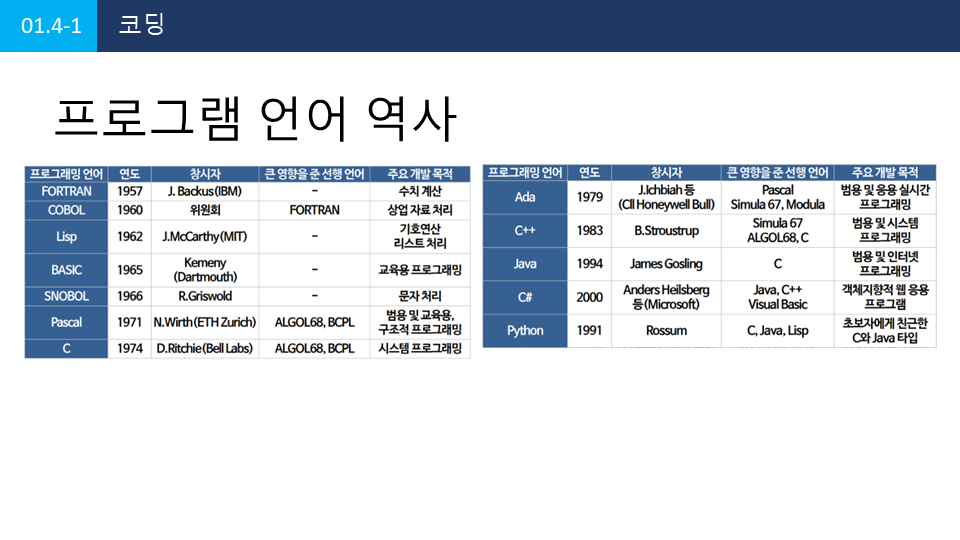 01.4-1 코딩
프로그램 언어 역사
프로그래밍 언어 연도 창시자 큰 영향을 준 선행 언어 주요 개발 목적
FORTRAN 1957 J. Backus(IBM) – 수치 계산
COBOL 1960 위원회 FORTRAN 상업 자료 처리
Lisp 1962 J.McCarthy(MIT) – 기호연산
리스트 처리
BASIC 1965 Kemeny
(Dartmouth) – 교육용 프로그래밍
SNOBOL 1966 R.Griswold – 문자 처리
Pascal 1971 N.Wirth(ETH Zurich) ALGOL68, BCPL 범용 및 교육용,
구조적 프로그래밍
C 1974 D.Ritchie(Bell Labs) ALGOL68, BCPL 시스템 프로그래밍
프로그래밍 언어 연도 창시자 큰 영향을 준 선행 언어 주요 개발 목적
Ada 1979 J.Ichbiah 등
(CII Honeywell Bull) Pascal
Simula 67, Modula 범용 및 응용 실시간
프로그래밍
C++ 1983 B.Stroustrup Simula 67
ALGOL68, C 범용 및 시스템
프로그래밍
Java 1994 James Gosling C 범용 및 인터넷
프로그래밍
C# 2000 Anders Heilsberg
등(Microsoft) Java, C++
Visual Basic 객체지향적 웹 응용
프로그램
Python 1991 Rossum C, Java, Lisp 초보자에게 친근한
C와 Java 타입